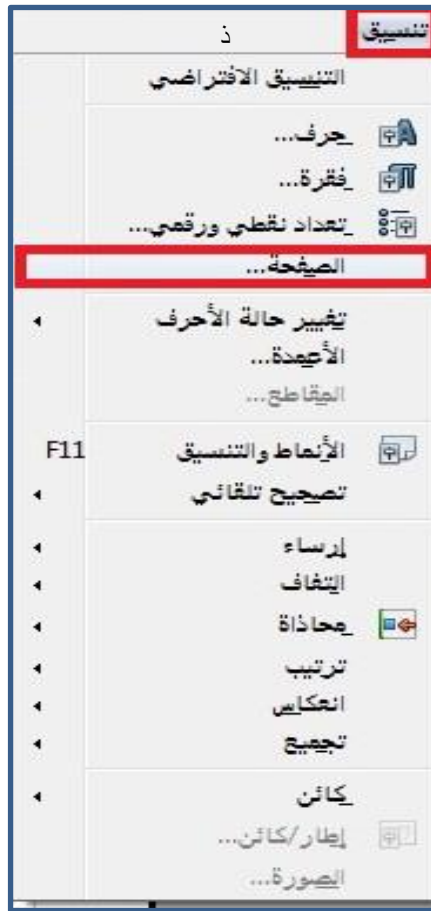 تنسيق ذ
التنسيق الافتراضي
حرف...
فقرة...
تعداد نقطي ورقمي...
الصفحة...
تغيير حالة الأحرف
الأعمدة...
المقاطع...
الأنماط والتنسيق F11
تصحيح تلقائي
إرساء
التفاف
محاذاة
ترتيب
انعكاس
تجميع
كائن
إطار/كائن...
الصورة...